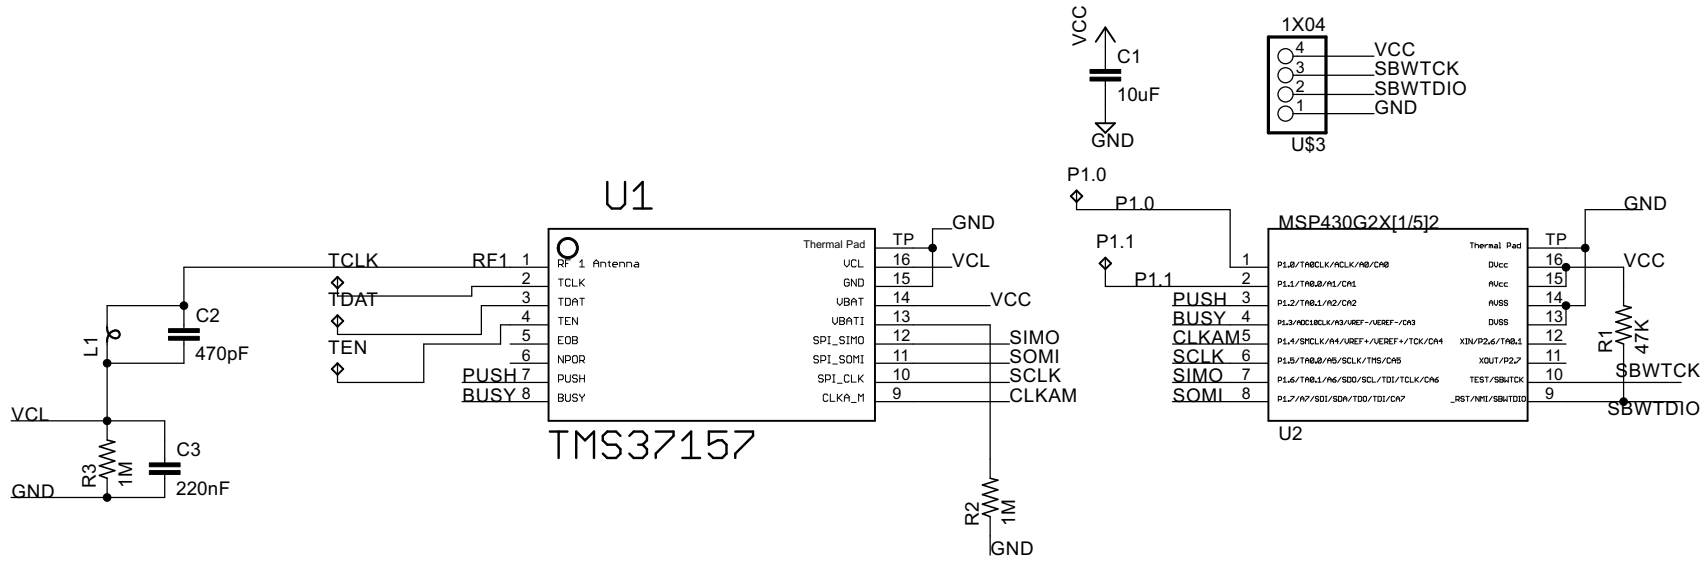 VCC
C1
10uF
GND
1X04
4 VCC
3 SBWTCK
2 SBWTDIO
1 GND
U$3
P1.0
P1.0
P1.1
P1.1
U1
GND
Thermal Pad TP
TCLK RF1 1 RF 1 Antenna VCL 16 VCL
2 TCLK GND 15
TDAT 3 TDAT VBAT 14 VCC
4 TEN VBATI 13
TEN 5 EOB SPI_SIMO 12 SIMO
6 NPOR SPI_SOMI 11 SOMI
PUSH 7 PUSH SPI_CLK 10 SCLK
BUSY 8 BUSY CLKA_M 9 CLKAM
TMS37157
L1
C2
470pF
VCL
R3
1M
C3
220nF
GND
R2
1M
GND
MSP430G2X[1/5]2
GND
Thermal Pad TP
1 P1.0/TA0CLK/ACLK/A0/CA0 DVcc 16 VCC
2 P1.1/TA0.0/A1/CA1 AVcc 15
PUSH 3 P1.2/TA0.1/A2/CA2 AVSS 14
BUSY 4 P1.3/ADC10CLK/A3/VREF-/VEREF-/CA3 DVSS 13
CLKAM 5 P1.4/SMCLK/A4/VREF+/VEREF+/TCK/CA4 XIN/P2.6/TA0.1 12
SCLK 6 P1.5/TA0.0/A5/SCLK/TMS/CA5 XOUT/P2.7 11
SIMO 7 P1.6/TA0.1/A6/SDO/SCL/TDI/TCLK/CA6 TEST/SBWTCK 10 SBWTCK
SOMI 8 P1.7/A7/SDI/SDA/TDO/TDI/CA7 _RST/NMI/SBWTDIO 9 SBWTDIO
R1
47K
U2